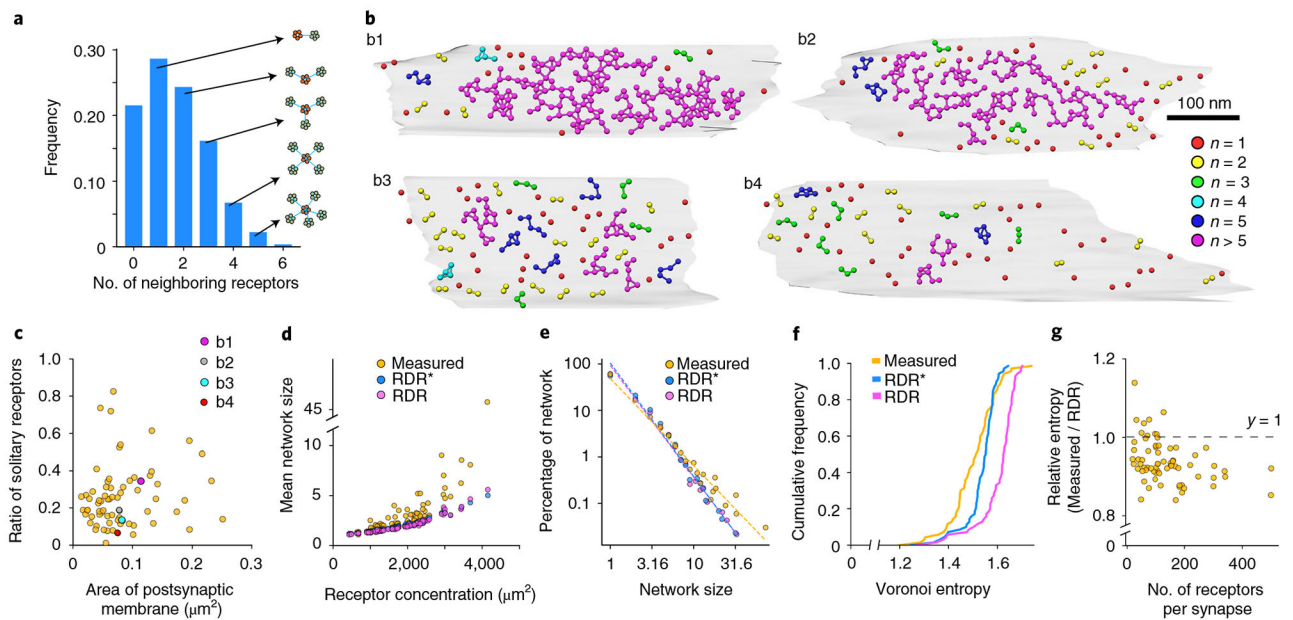 a
0.30
0.20
0.10
0
Frequency
0 2 4 6
No. of neighboring receptors
b
b1
b2
b3
b4
100 nm
n = 1
n = 2
n = 3
n = 4
n = 5
n > 5
c
b1
b2
b3
b4
1.0
0.8
0.6
0.4
0.2
0
Ratio of solitary receptors
0 0.1 0.2 0.3
Area of postsynaptic
membrane (μm2)
d
Measured
RDR*
RDR
45
10
5
0
Mean network size
0 2,000 4,000
Receptor concentration (μm2)
e
Measured
RDR*
RDR
100
10
1
0.1
Percentage of network
1 3.16 10 31.6
Network size
f
Measured
RDR*
RDR
1.0
0.8
0.6
0.4
0.2
0
Cumulative frequency
0 1.2 1.4 1.6
Voronoi entropy
g
1.2
1.0
0.8
0
Relative entropy
(Measured / RDR)
y = 1
0 200 400
No. of receptors
per synapse